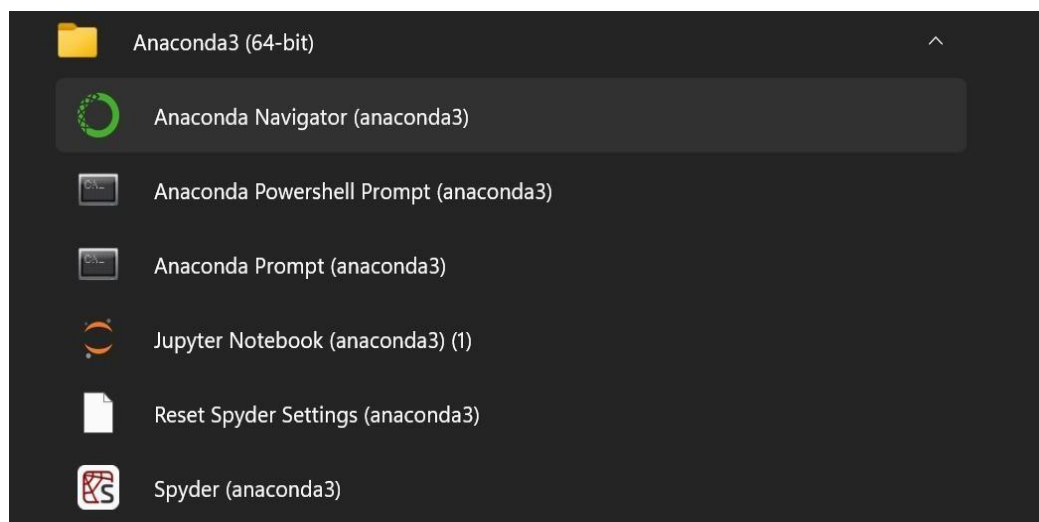 Anaconda3 (64-bit)
Anaconda Navigator (anaconda3)
Anaconda Powershell Prompt (anaconda3)
Anaconda Prompt (anaconda3)
Jupyter Notebook (anaconda3) (1)
Reset Spyder Settings (anaconda3)
Spyder (anaconda3)